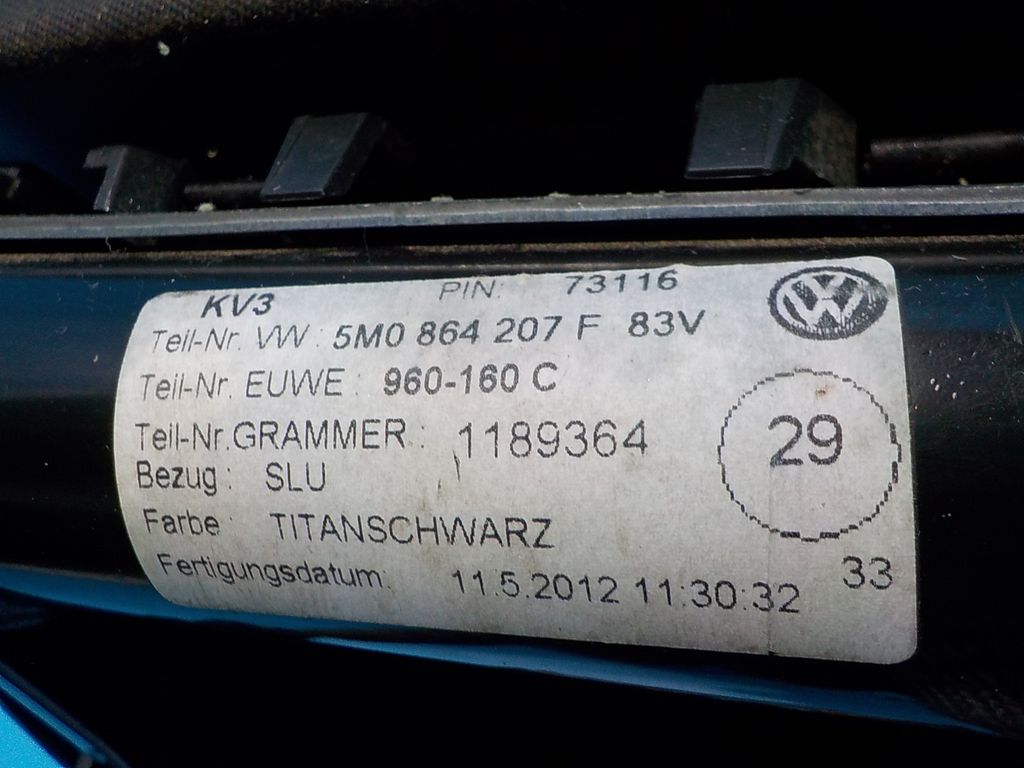 KV3 PIN: 73116
Teil-Nr. VW : 5M0 864 207 F 83V
Teil-Nr. EUWE : 960-160 C
Teil-Nr.GRAMMER : 1189364
29
Bezug : SLU
Farbe : TITANSCHWARZ
Fertigungsdatum: 11.5.2012 11:30:32
33